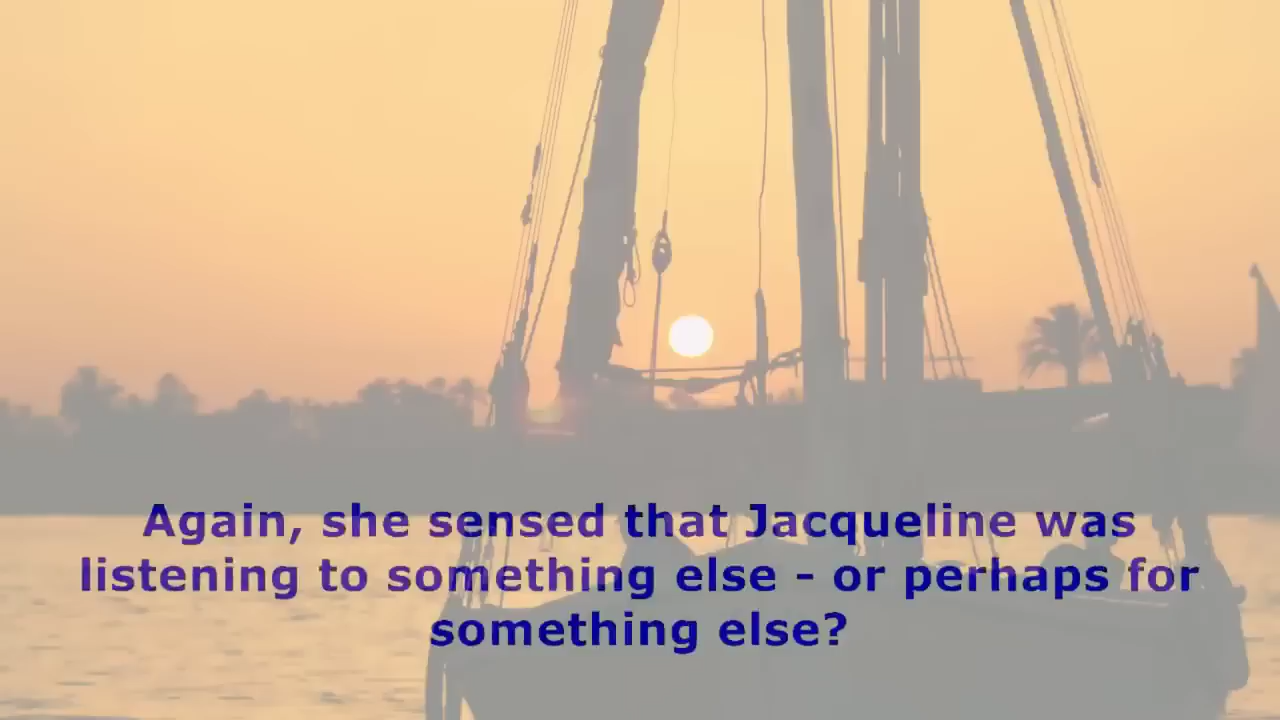 Again, she sensed that Jacqueline was
listening to something else - or perhaps for
something else?